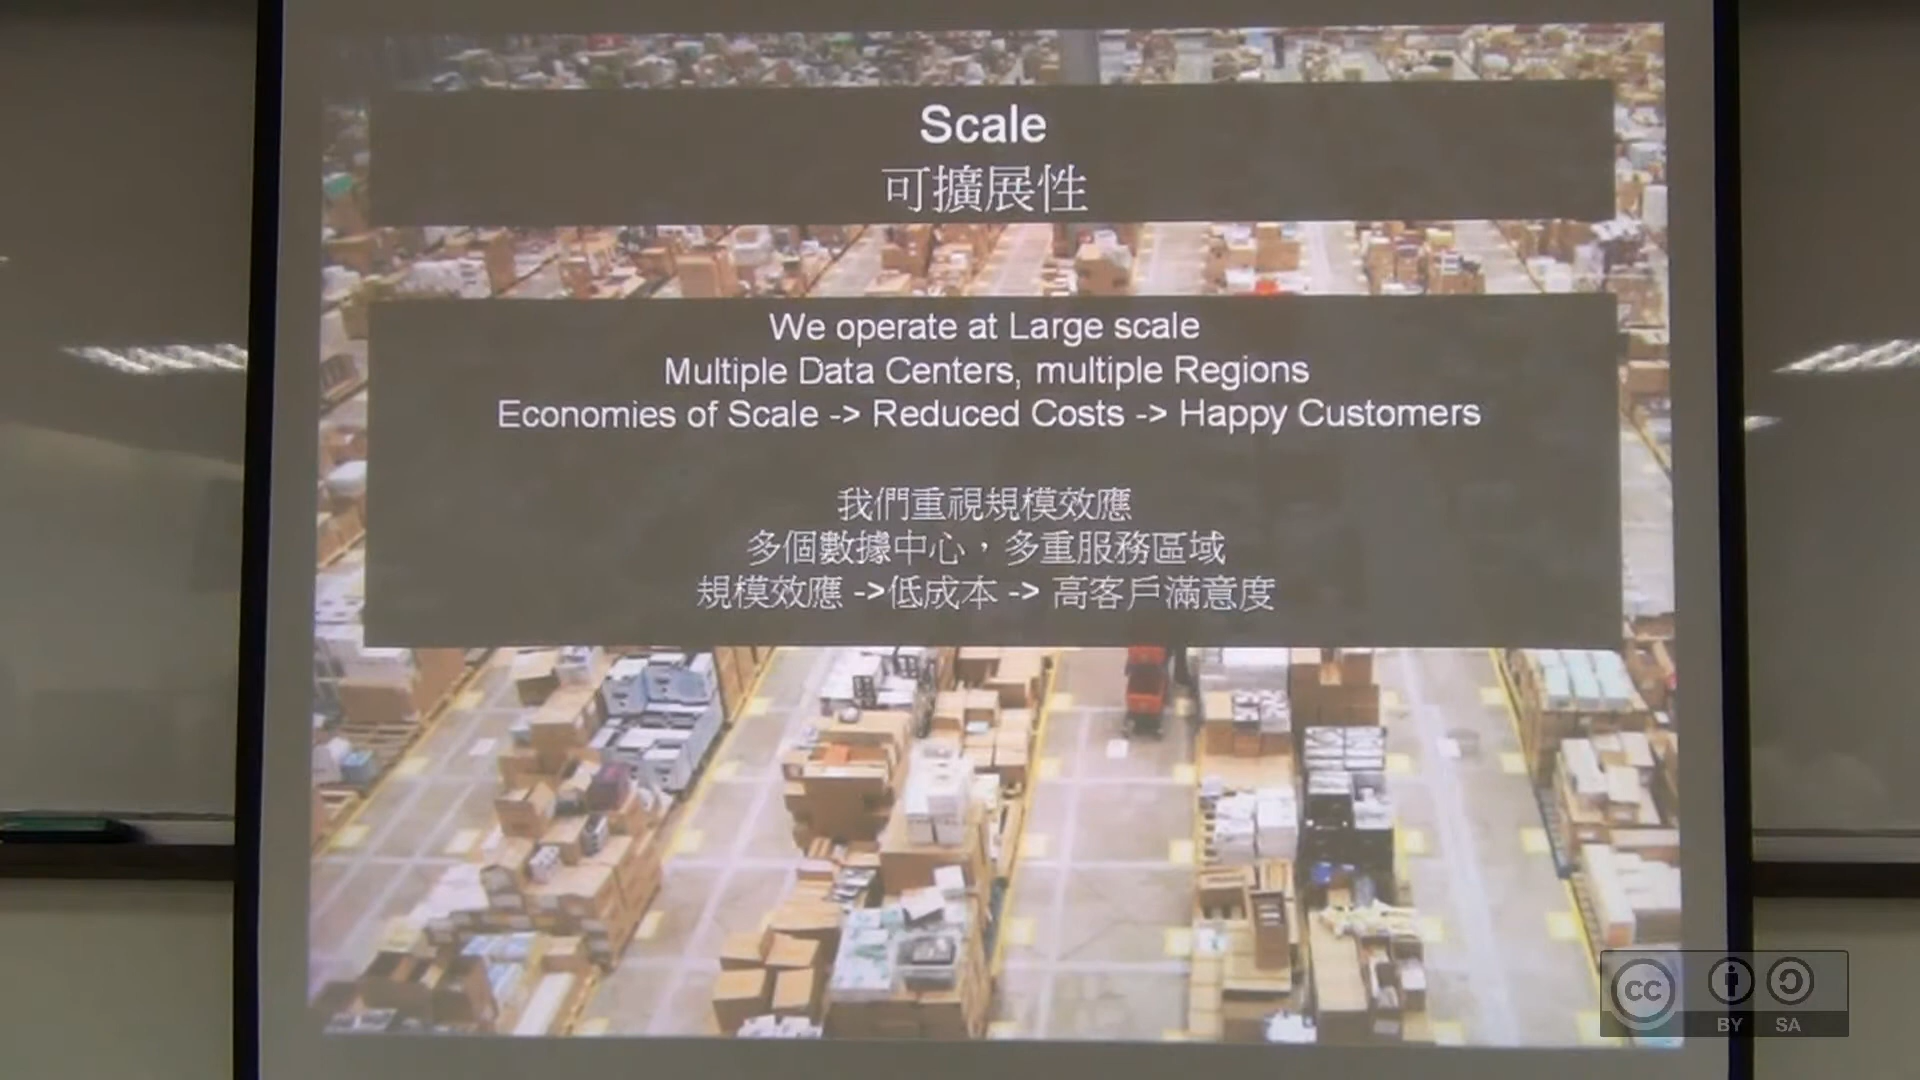 Scale
可擴展性
We operate at Large scale
Multiple Data Centers, multiple Regions
Economies of Scale -> Reduced Costs -> Happy Customers
我們重視規模效應
多個數據中心，多重服務區域
規模效應 ->低成本 -> 高客戶滿意度
cc
BY SA